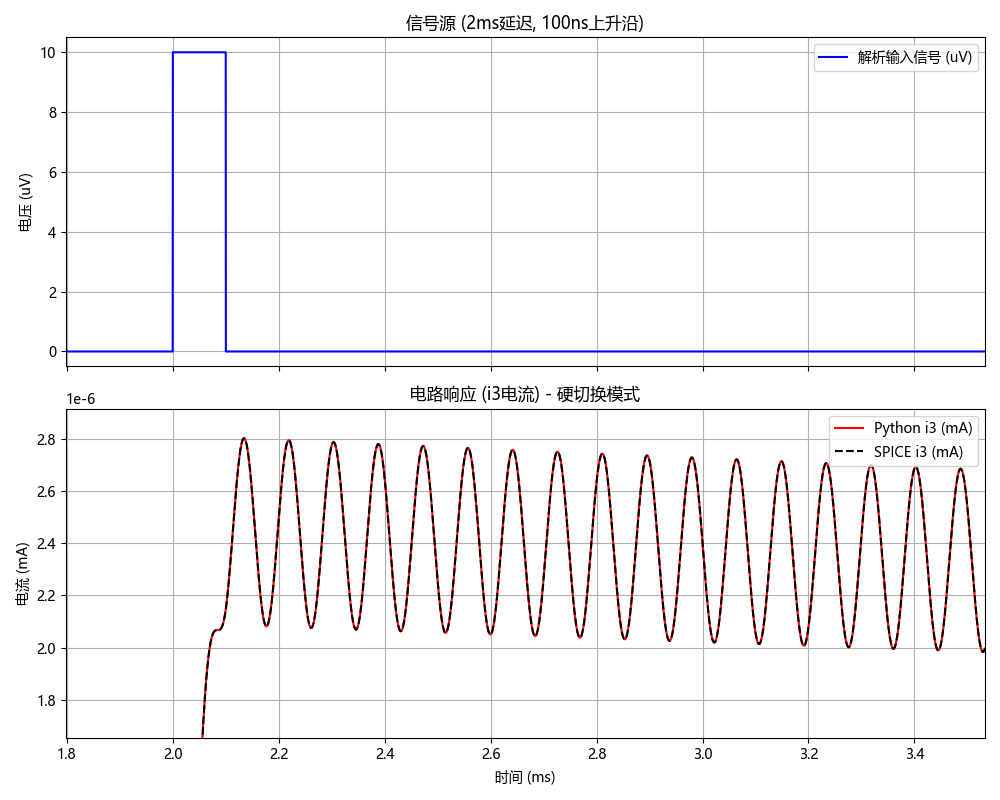 信号源 (2ms延迟, 100ns上升沿)
10
8
6
4
2
0
电压 (uV)
解析输入信号 (uV)
电路响应 (i3电流) - 硬切换模式
1e-6
2.8
2.6
2.4
2.2
2.0
1.8
电流 (mA)
Python i3 (mA)
SPICE i3 (mA)
1.8 2.0 2.2 2.4 2.6 2.8 3.0 3.2 3.4
时间 (ms)